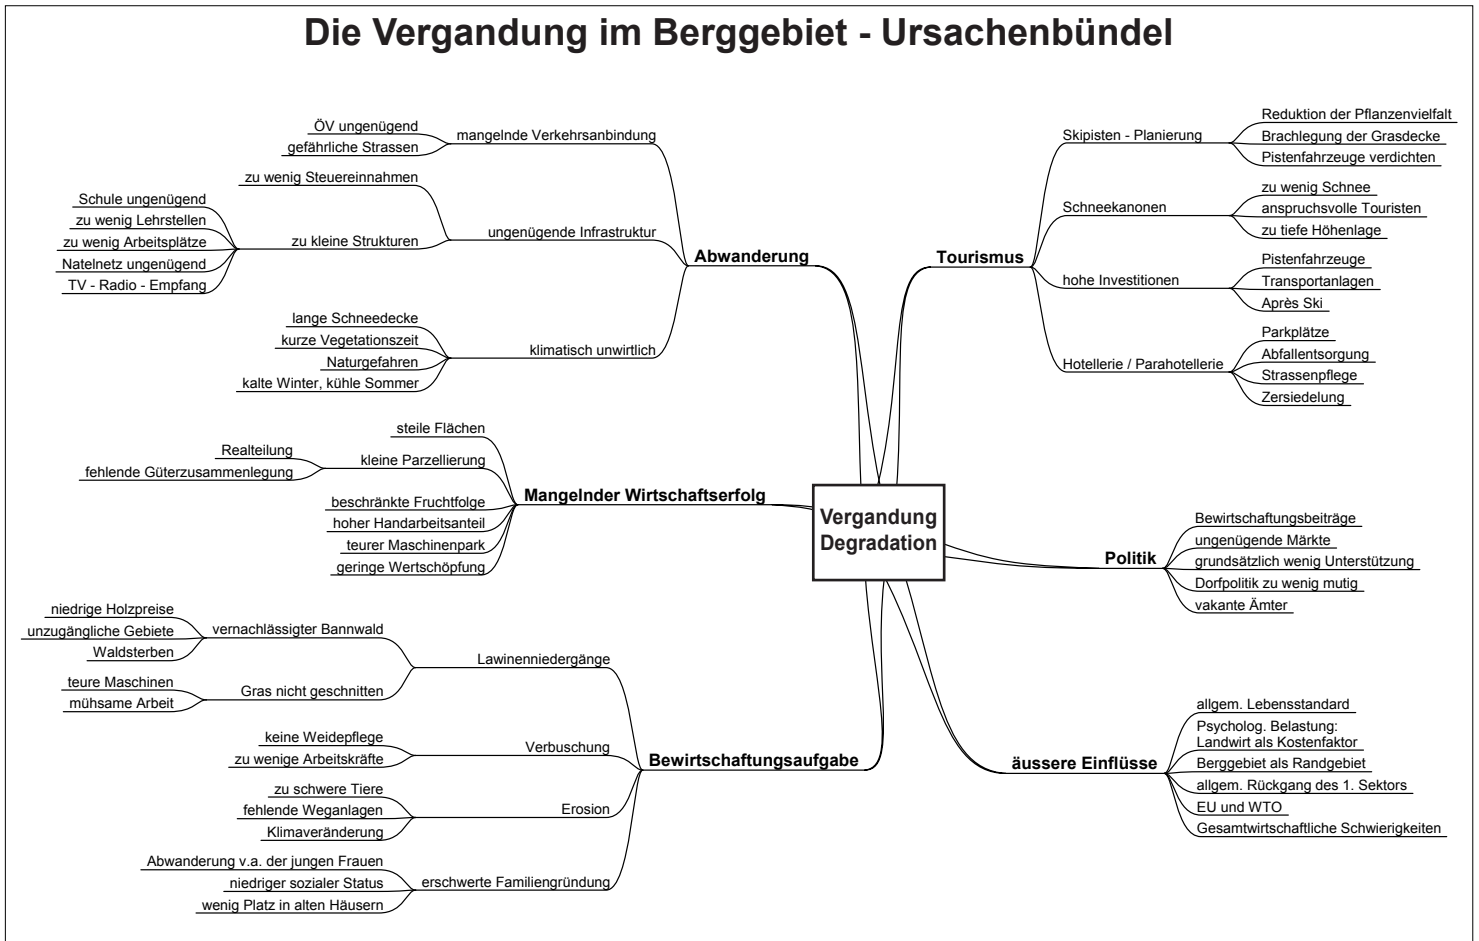 Die Vergandung im Berggebiet - Ursachenbündel
ÖV ungenügend
gefährliche Strassen
mangelnde Verkehrsanbindung
zu wenig Steuereinnahmen
Schule ungenügend
zu wenig Lehrstellen
zu wenig Arbeitsplätze
Natelnetz ungenügend
TV - Radio - Empfang
zu kleine Strukturen
ungenügende Infrastruktur
lange Schneedecke
kurze Vegetationszeit
Naturgefahren
kalte Winter, kühle Sommer
klimatisch unwirtlich
Abwanderung
steile Flächen
Realteilung
fehlende Güterzusammenlegung
kleine Parzellierung
beschränkte Fruchtfolge
hoher Handarbeitsanteil
teurer Maschinenpark
geringe Wertschöpfung
Mangelnder Wirtschaftserfolg
niedrige Holzpreise
unzugängliche Gebiete
Waldsterben
vernachlässigter Bannwald
teure Maschinen
mühsame Arbeit
Gras nicht geschnitten
Lawinenniedergänge
keine Weidepflege
zu wenige Arbeitskräfte
Verbuschung
zu schwere Tiere
fehlende Weganlagen
Klimaveränderung
Erosion
Abwanderung v.a. der jungen Frauen
niedriger sozialer Status
wenig Platz in alten Häusern
erschwerte Familiengründung
Bewirtschaftungsaufgabe
Vergandung
Degradation
Tourismus
Skipisten - Planierung
Reduktion der Pflanzenvielfalt
Brachlegung der Grasdecke
Pistenfahrzeuge verdichten
Schneekanonen
zu wenig Schnee
anspruchsvolle Touristen
zu tiefe Höhenlage
hohe Investitionen
Pistenfahrzeuge
Transportanlagen
Après Ski
Hotellerie / Parahotellerie
Parkplätze
Abfallentsorgung
Strassenpflege
Zersiedelung
Politik
Bewirtschaftungsbeiträge
ungenügende Märkte
grundsätzlich wenig Unterstützung
Dorfpolitik zu wenig mutig
vakante Ämter
äussere Einflüsse
allgem. Lebensstandard
Psycholog. Belastung:
Landwirt als Kostenfaktor
Berggebiet als Randgebiet
allgem. Rückgang des 1. Sektors
EU und WTO
Gesamtwirtschaftliche Schwierigkeiten